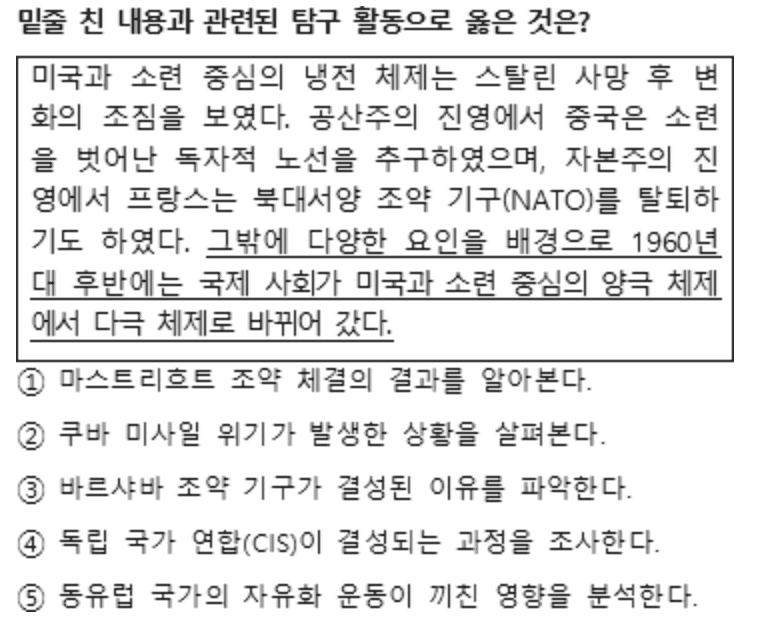 밑줄 친 내용과 관련된 탐구 활동으로 옳은 것은?
미국과 소련 중심의 냉전 체제는 스탈린 사망 후 변
화의 조짐을 보였다. 공산주의 진영에서 중국은 소련
을 벗어난 독자적 노선을 추구하였으며, 자본주의 진
영에서 프랑스는 북대서양 조약 기구(NATO)를 탈퇴하
기도 하였다. 그밖에 다양한 요인을 배경으로 1960년
대 후반에는 국제 사회가 미국과 소련 중심의 양극 체제
에서 다극 체제로 바뀌어 갔다.
① 마스트리흐트 조약 체결의 결과를 알아본다.
② 쿠바 미사일 위기가 발생한 상황을 살펴본다.
③ 바르샤바 조약 기구가 결성된 이유를 파악한다.
④ 독립 국가 연합(CIS)이 결성되는 과정을 조사한다.
⑤ 동유럽 국가의 자유화 운동이 끼친 영향을 분석한다.